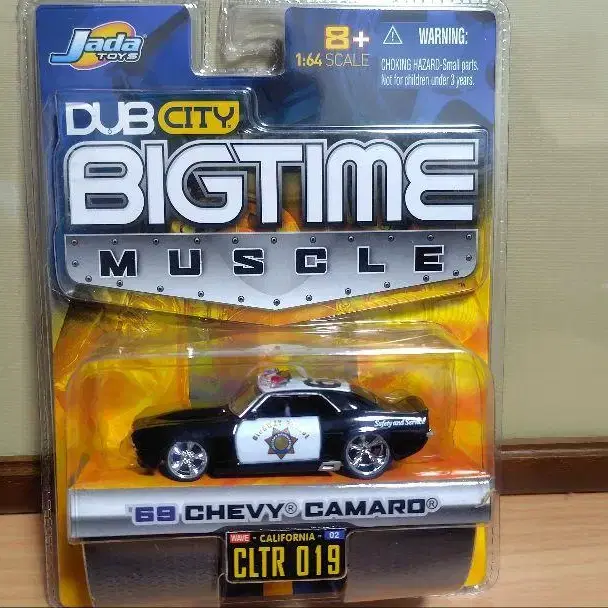 Jada
TOYS
8+
1:64 SCALE
WARNING:
CHOKING HAZARD-Small parts.
Not for children under 3 years.
DUB CITY
BIGTIME
MUSCLE
Safety and Service
'69 CHEVY® CAMARO®
WAVE - CALIFORNIA - 02
CLTR 019